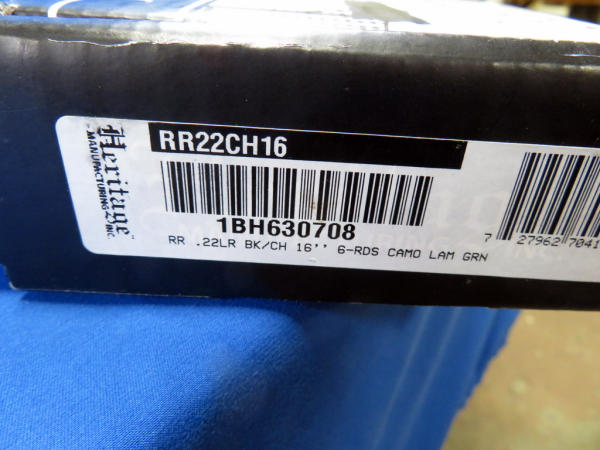 Heritage
MANUFACTURING INC.
RR22CH16
1BH630708
RR .22LR BK/CH 16'' 6-RDS CAMO LAM GRN
7 27962 7041